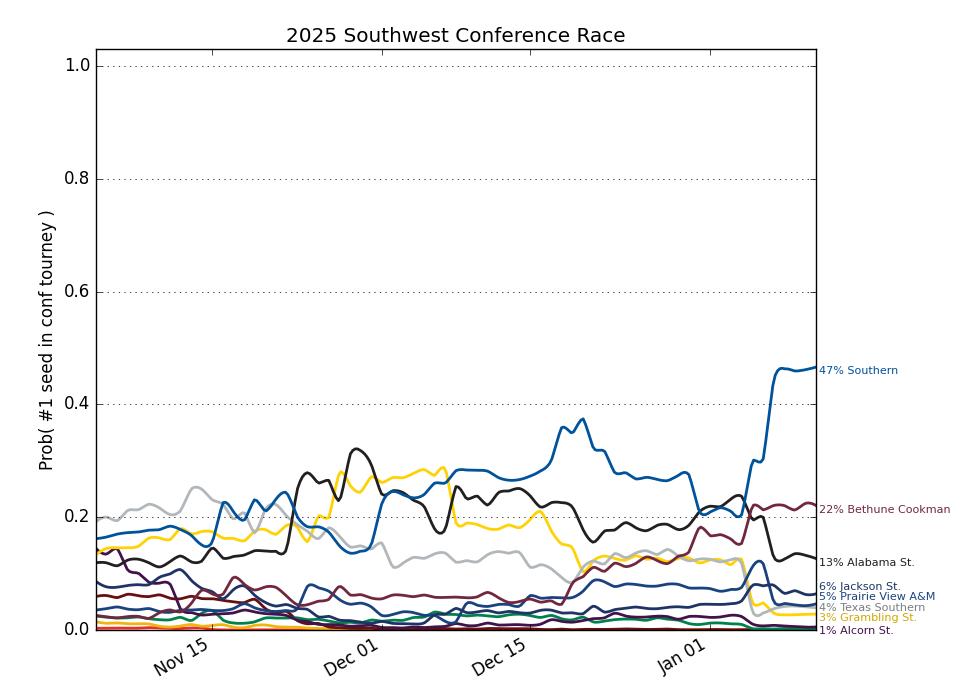 2025 Southwest Conference Race
Prob( #1 seed in conf tourney )
1.0
0.8
0.6
0.4
0.2
0.0
Nov 15
Dec 01
Dec 15
Jan 01
47% Southern
22% Bethune Cookman
13% Alabama St.
6% Jackson St.
5% Prairie View A&M
4% Texas Southern
3% Grambling St.
1% Alcorn St.